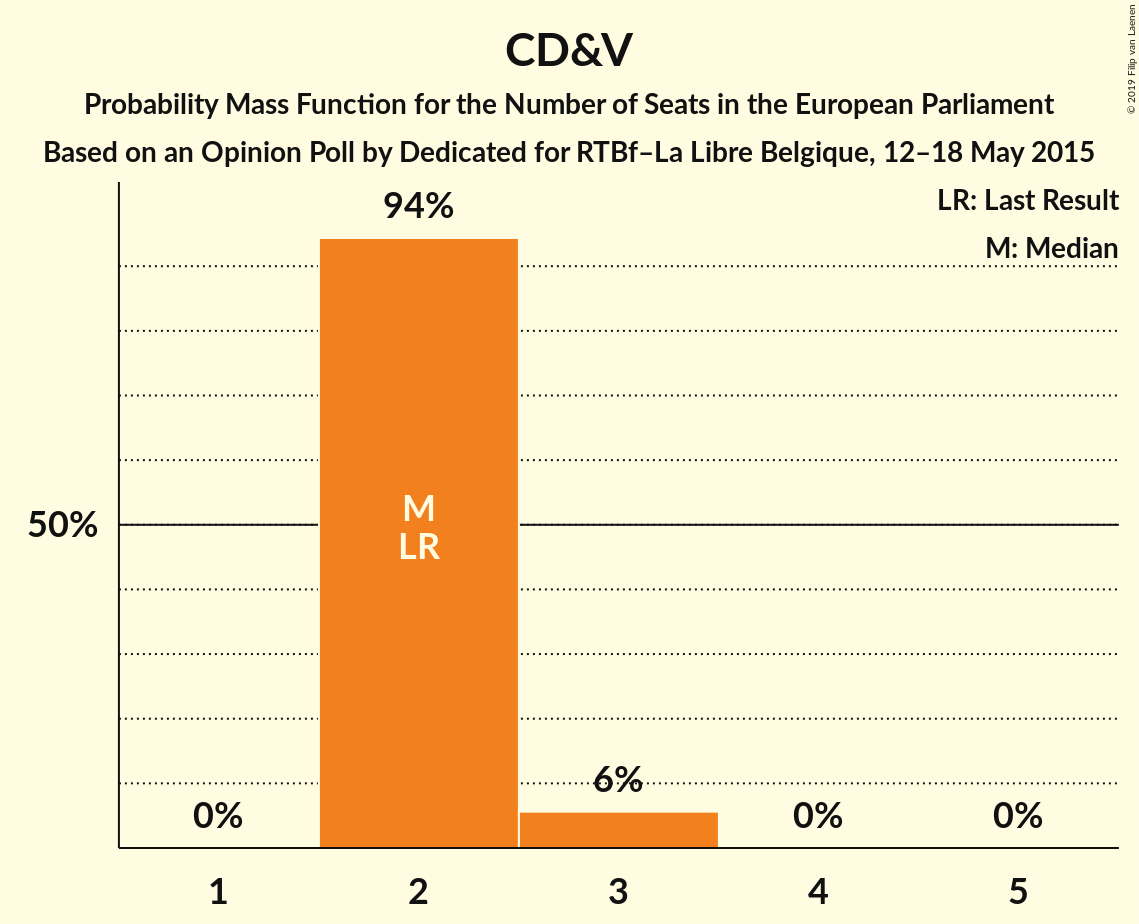 CD&V
Probability Mass Function for the Number of Seats in the European Parliament
Based on an Opinion Poll by Dedicated for RTBf–La Libre Belgique, 12–18 May 2015
© 2019 Filip van Laenen
LR: Last Result
M: Median
94%
50%
M
LR
6%
0%
0%
0%
1
2
3
4
5